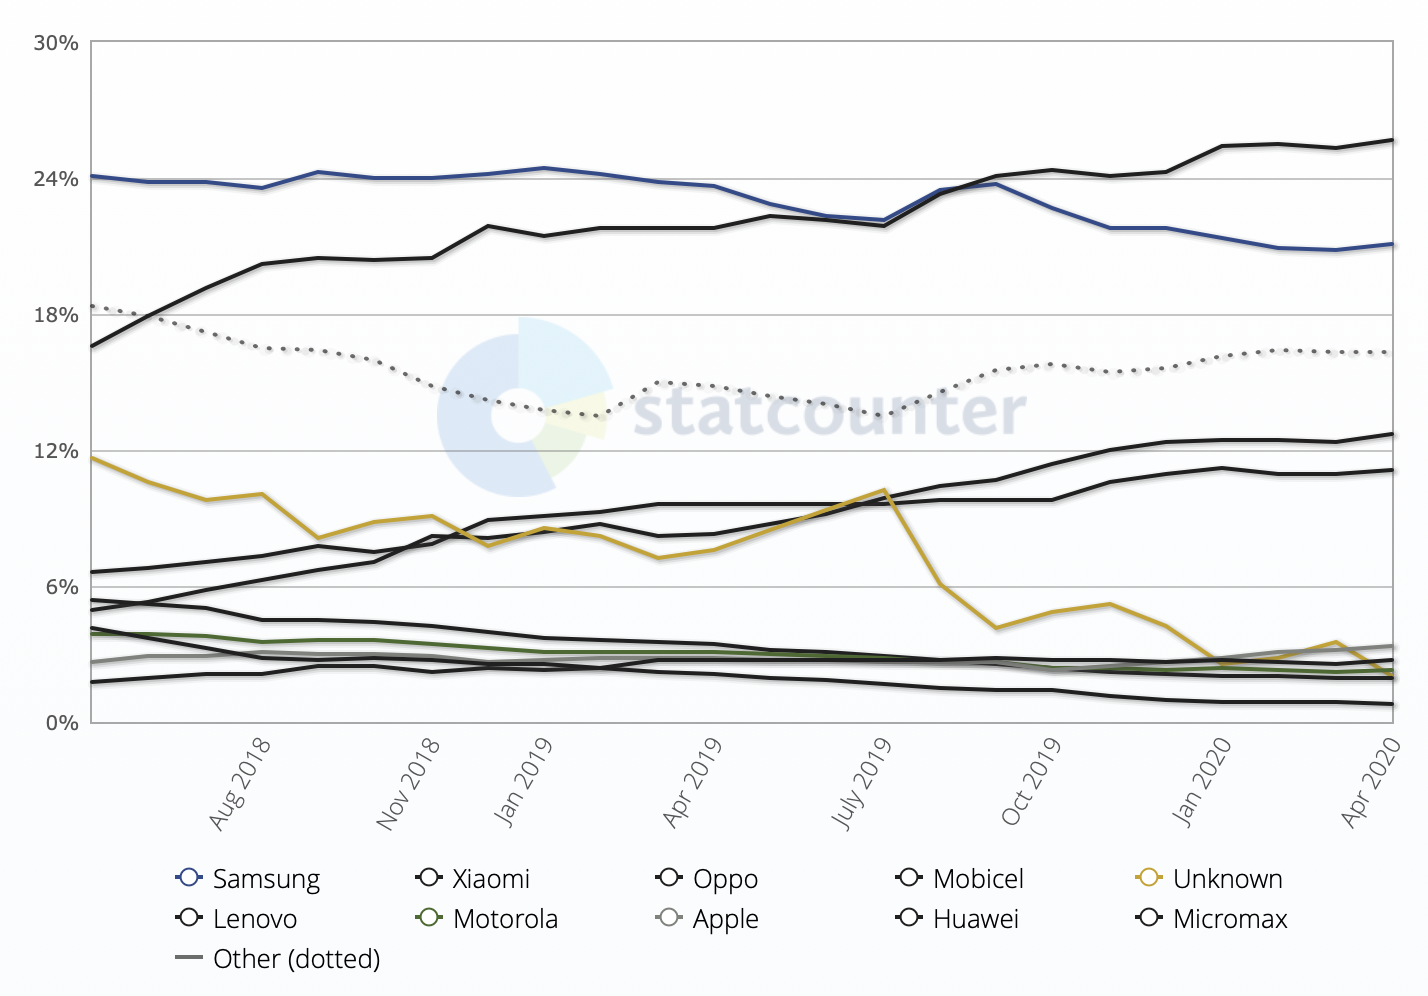 30%
24%
18%
12%
6%
0%
statcounter
Aug 2018
Nov 2018
Jan 2019
Apr 2019
July 2019
Oct 2019
Jan 2020
Apr 2020
Samsung Xiaomi Oppo Mobicel Unknown
Lenovo Motorola Apple Huawei Micromax
Other (dotted)